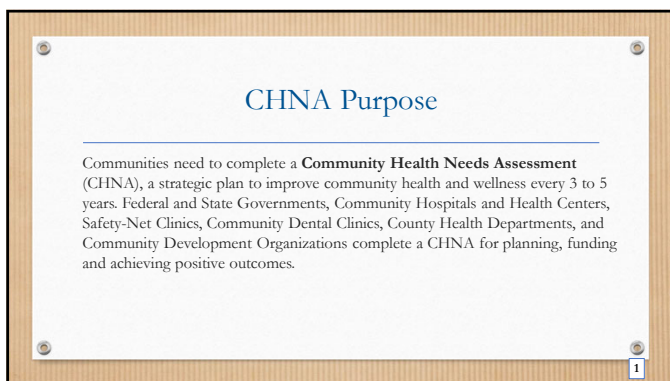 CHNA Purpose
Communities need to complete a Community Health Needs Assessment
(CHNA), a strategic plan to improve community health and wellness every 3 to 5
years. Federal and State Governments, Community Hospitals and Health Centers,
Safety-Net Clinics, Community Dental Clinics, County Health Departments, and
Community Development Organizations complete a CHNA for planning, funding
and achieving positive outcomes.
1